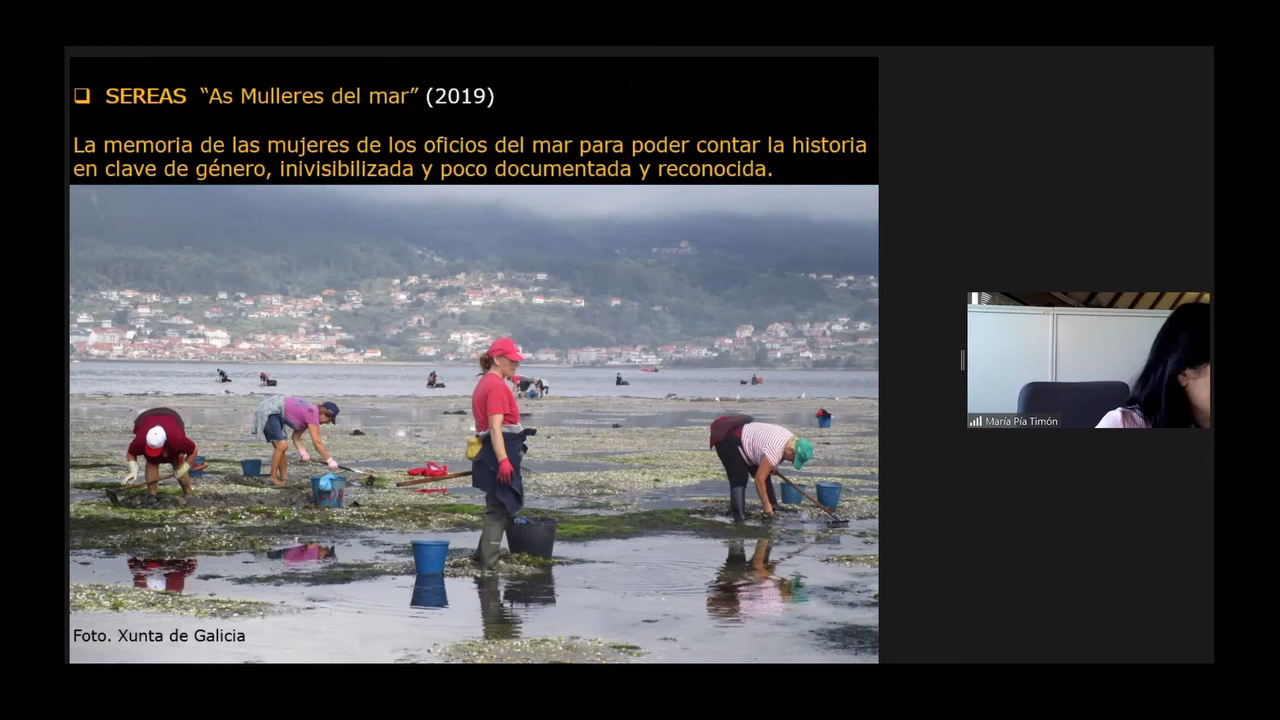 ❑ SEREAS “As Mulleres del mar” (2019)
La memoria de las mujeres de los oficios del mar para poder contar la historia
en clave de género, inivisibilizada y poco documentada y reconocida.
María Pía Timón
Foto. Xunta de Galicia